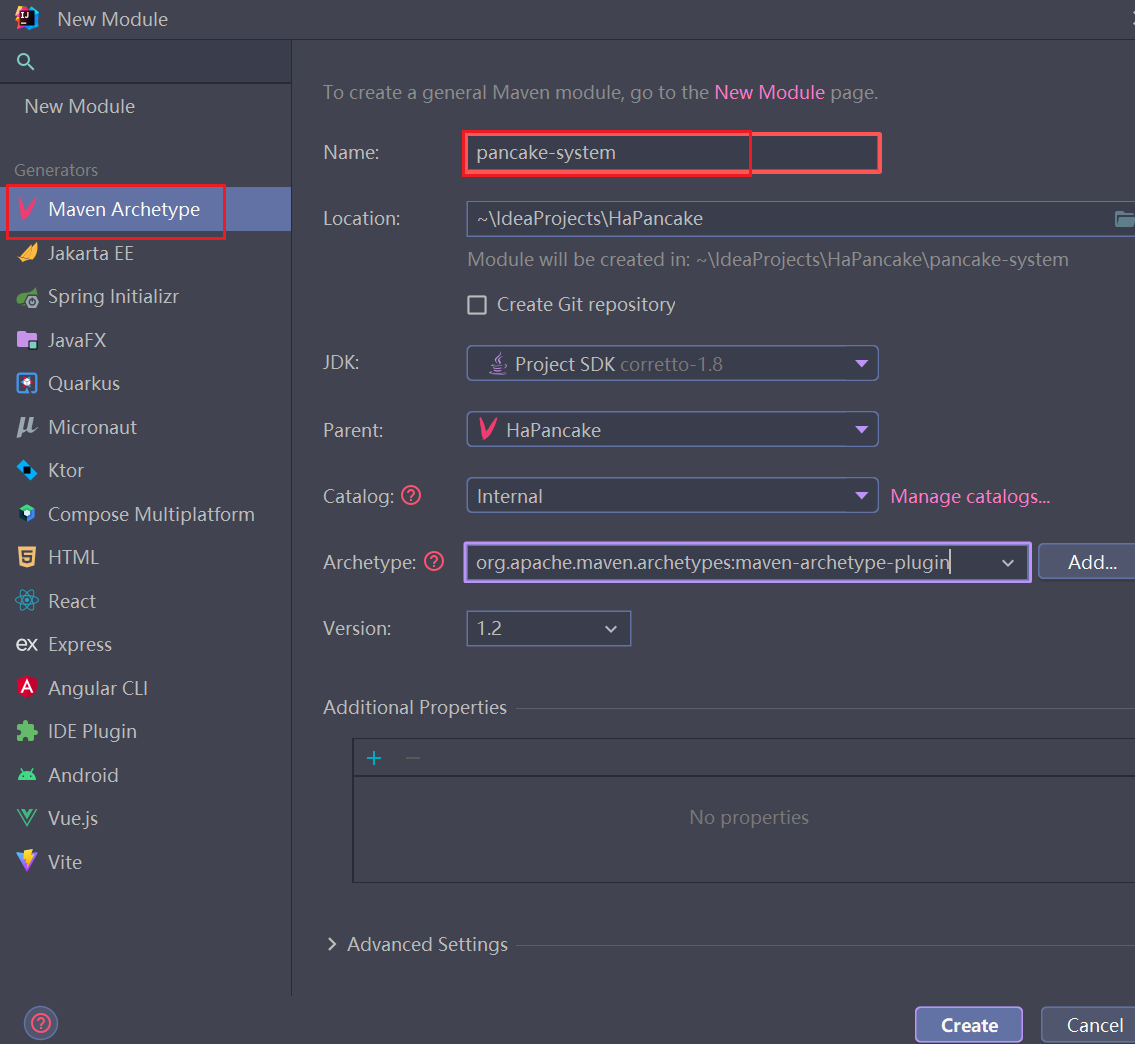 New Module
New Module
Generators
Maven Archetype
Jakarta EE
Spring Initializr
JavaFX
Quarkus
Micronaut
Ktor
Compose Multiplatform
HTML
React
Express
Angular CLI
IDE Plugin
Android
Vue.js
Vite
To create a general Maven module, go to the New Module page.
Name: pancake-system
Location: ~\IdeaProjects\HaPancake
Module will be created in: ~\IdeaProjects\HaPancake\pancake-system
Create Git repository
JDK: Project SDK corretto-1.8
Parent: HaPancake
Catalog: ? Internal Manage catalogs...
Archetype: ? org.apache.maven.archetypes:maven-archetype-plugin Add...
Version: 1.2
Additional Properties
+ −
No properties
Advanced Settings
? Create Cancel